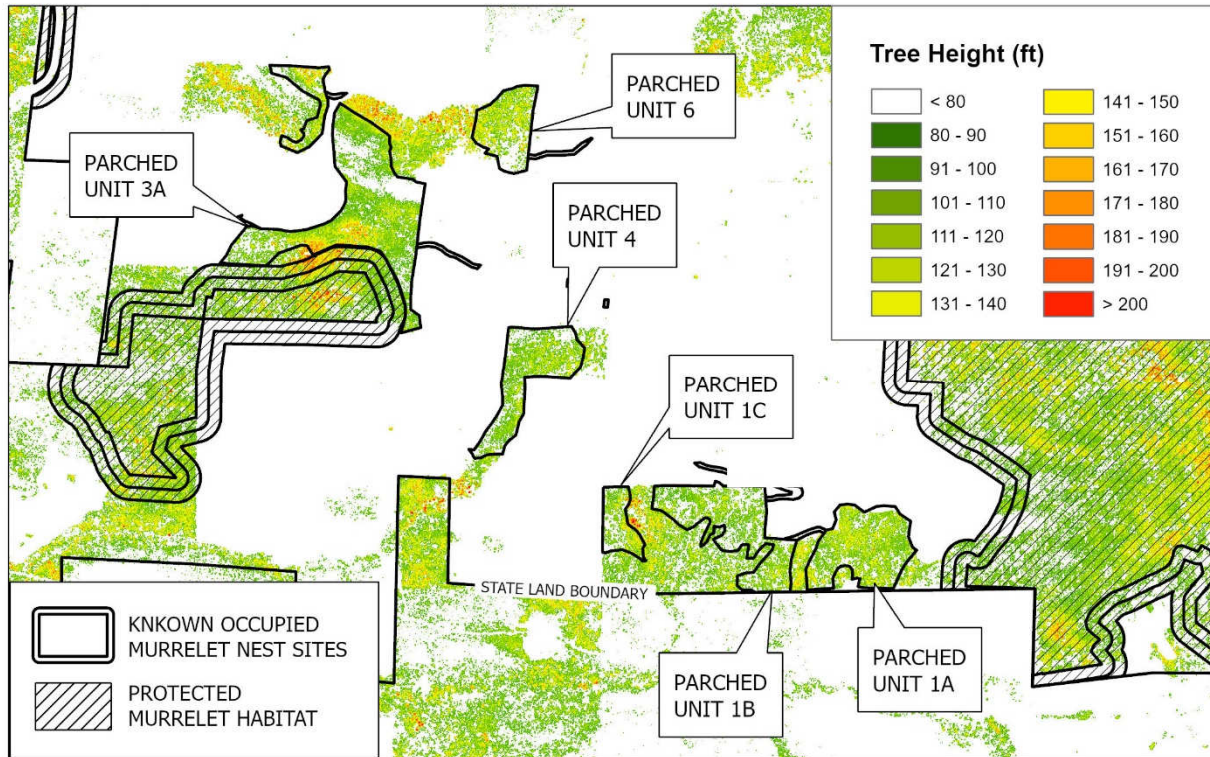 PARCHED
UNIT 6
PARCHED
UNIT 3A
PARCHED
UNIT 4
PARCHED
UNIT 1C
STATE LAND BOUNDARY
PARCHED
UNIT 1B
PARCHED
UNIT 1A
Tree Height (ft)
< 80
80 - 90
91 - 100
101 - 110
111 - 120
121 - 130
131 - 140
141 - 150
151 - 160
161 - 170
171 - 180
181 - 190
191 - 200
> 200
KNKOWN OCCUPIED
MURRELET NEST SITES
PROTECTED
MURRELET HABITAT